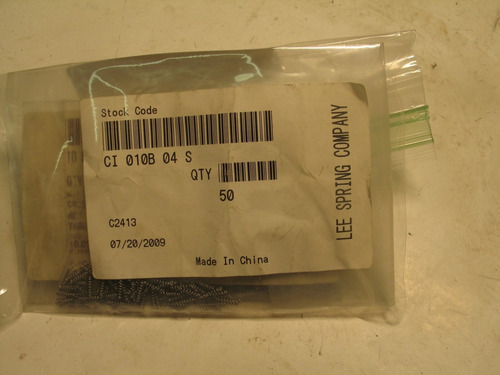 Stock Code
CI 010B 04 S
QTY
50
C2413
07/20/2009
Made In China
LEE SPRING COMPANY